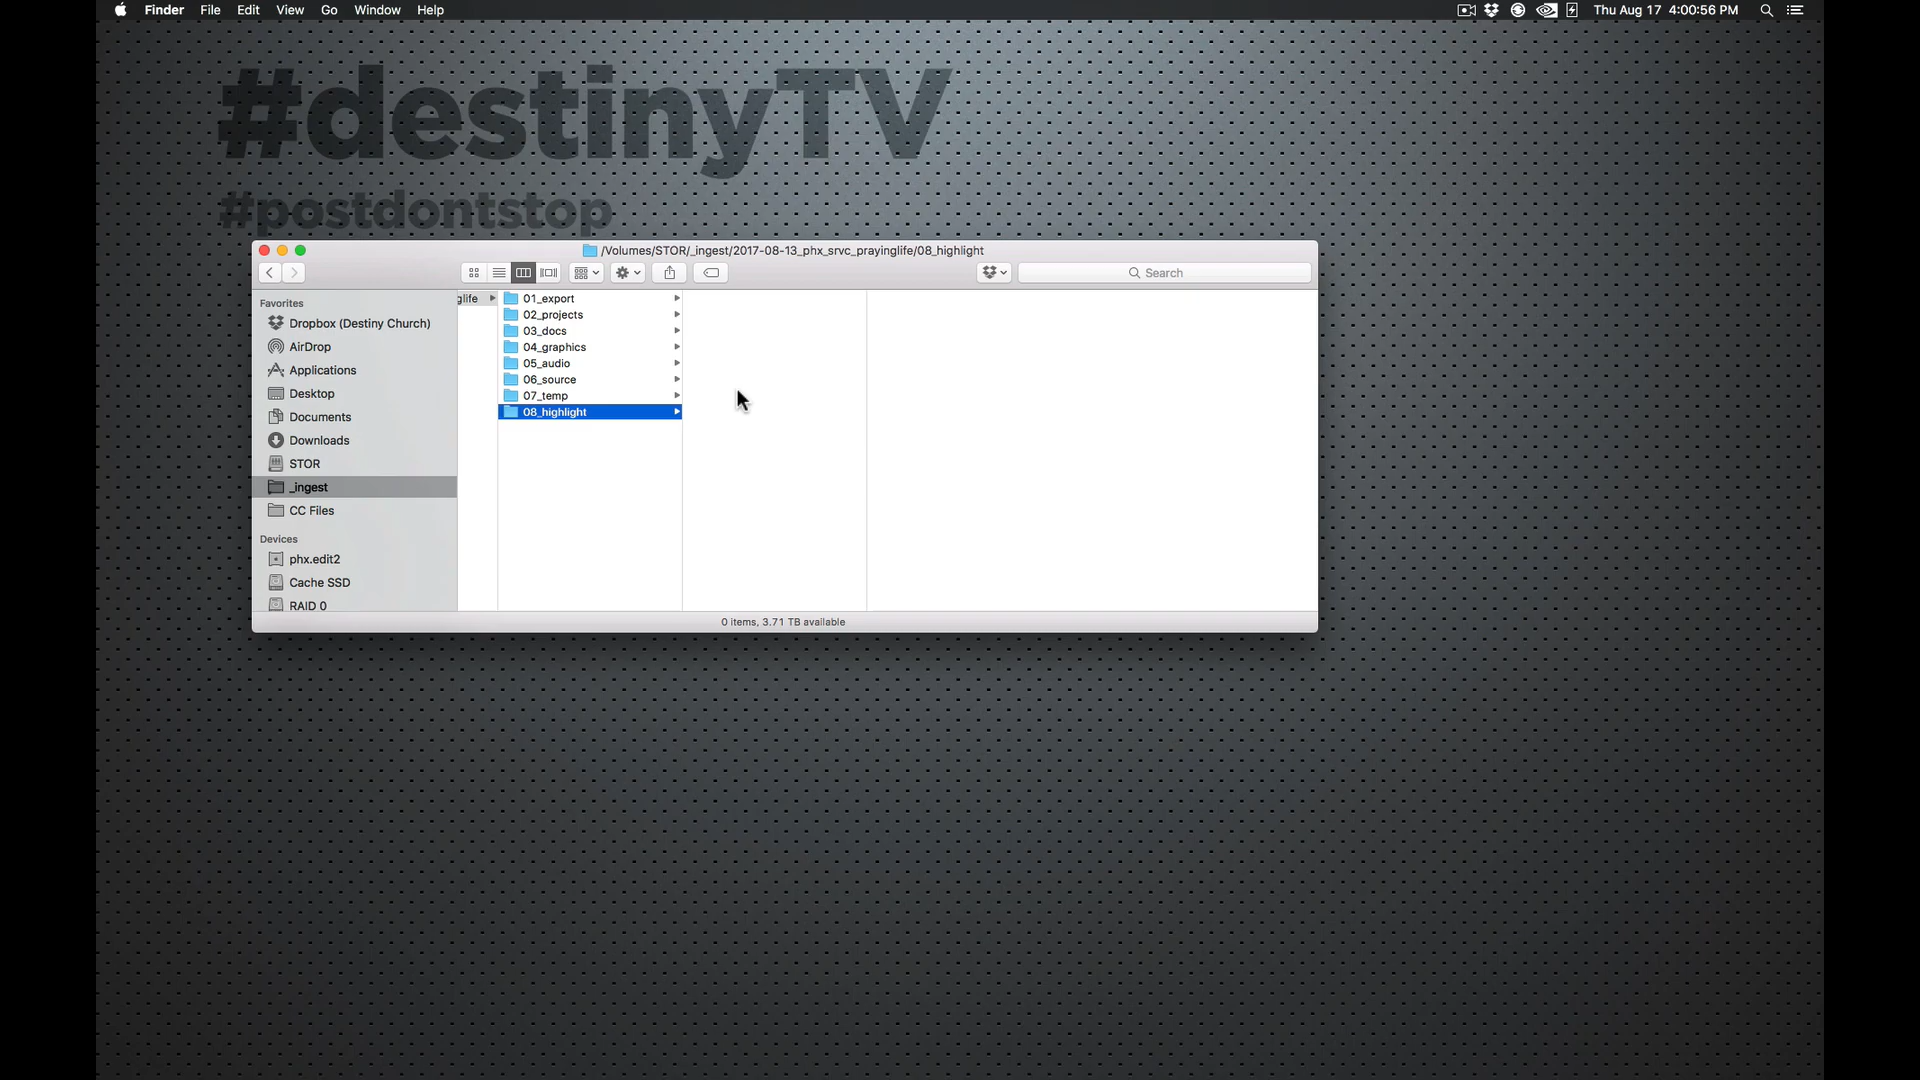 Finder File Edit View Go Window Help Thu Aug 17 4:00:56 PM
#destinyTV
#postdontstop
/Volumes/STOR/_ingest/2017-08-13_phx_srvc_prayinglife/08_highlight
Search
Favorites
Dropbox (Destiny Church)
AirDrop
Applications
Desktop
Documents
Downloads
STOR
_ingest
CC Files
Devices
phx.edit2
Cache SSD
RAID 0
glife
01_export
02_projects
03_docs
04_graphics
05_audio
06_source
07_temp
08_highlight
0 items, 3.71 TB available